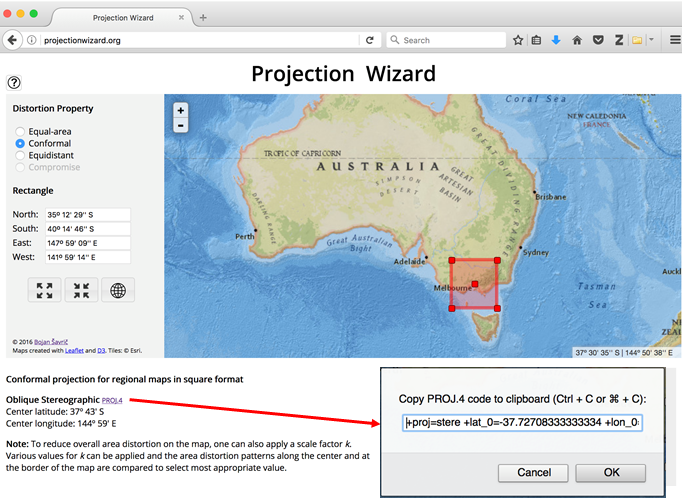 Projection Wizard
projectionwizard.org
Search
Projection Wizard
?
Distortion Property
Equal-area
Conformal
Equidistant
Compromise
Rectangle
North: 35º 12' 29'' S
South: 40º 14' 46'' S
East: 147º 59' 09'' E
West: 141º 59' 14'' E
© 2016 Bojan Šavrič
Maps created with Leaflet and D3. Tiles: © Esri.
+
-
Coral Sea
NEW CALEDONIA
FRANCE
TROPIC OF CAPRICORN
AUSTRALIA
SIMPSON
DESERT
GREAT
ARTESIAN
BASIN
GREAT DIVIDING RANGE
DARLING RANGE
Brisbane
Perth
Great Australian
Bight
Adelaide
Sydney
Melbourne
Tasman
Sea
Auckl
NEW
ZEAL
37º 30' 35'' S | 144º 50' 38'' E
Conformal projection for regional maps in square format
Oblique Stereographic PROJ.4
Center latitude: 37º 43' S
Center longitude: 144º 59' E
Note: To reduce overall area distortion on the map, one can also apply a scale factor k.
Various values for k can be applied and the area distortion patterns along the center and at
the border of the map are compared to select most appropriate value.
Copy PROJ.4 code to clipboard (Ctrl + C or ⌘ + C):
+proj=stere +lat_0=-37.72708333333334 +lon_0=
Cancel
OK